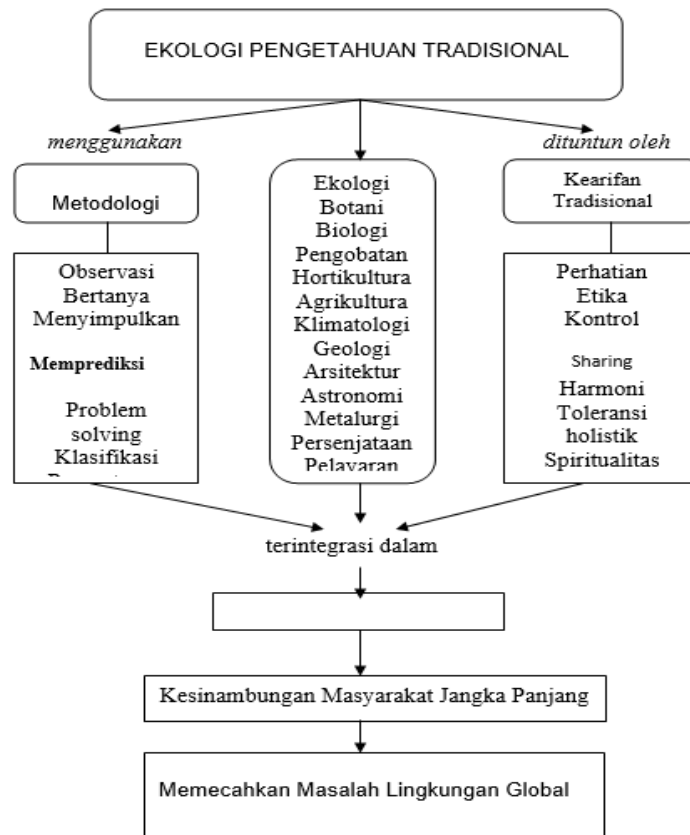 EKOLOGI PENGETAHUAN TRADISIONAL
menggunakan
dituntun oleh
Metodologi
Observasi
Bertanya
Menyimpulkan
Memprediksi
Problem
solving
Klasifikasi
Ekologi
Botani
Biologi
Pengobatan
Hortikultura
Agrikultura
Klimatologi
Geologi
Arsitektur
Astronomi
Metalurgi
Persenjataan
Pelayaran
Kearifan
Tradisional
Perhatian
Etika
Kontrol
Sharing
Harmoni
Toleransi
holistik
Spiritualitas
terintegrasi dalam
Kesinambungan Masyarakat Jangka Panjang
Memecahkan Masalah Lingkungan Global